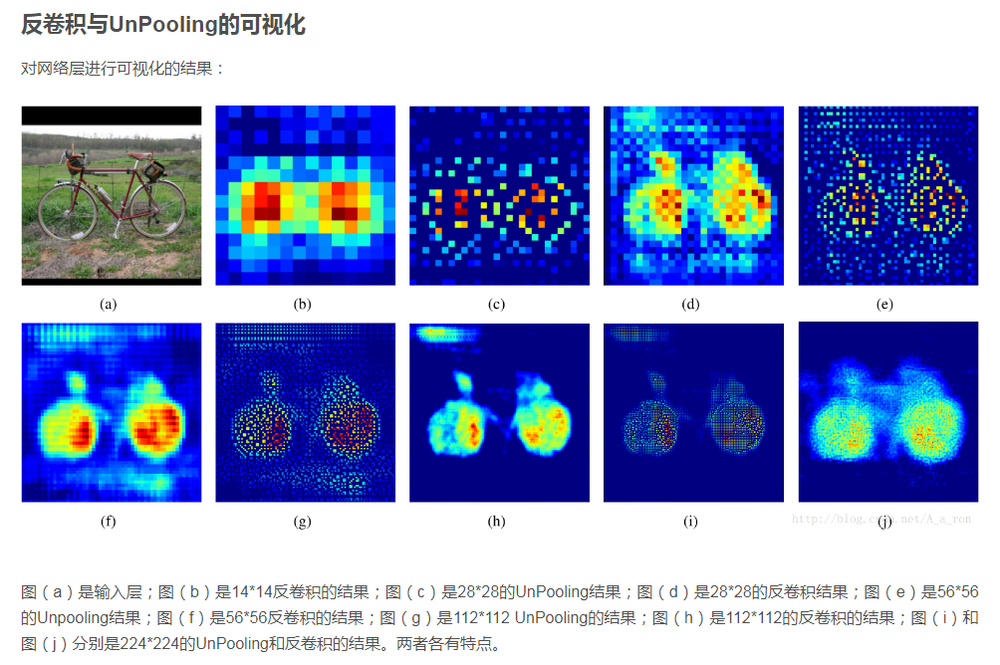 反卷积与UnPooling的可视化
对网络层进行可视化的结果：
(a) (b) (c) (d) (e)
(f) (g) (h) (i) (j)
http://blog.csdn.net/A_a_ron
图（a）是输入层；图（b）是14*14反卷积的结果；图（c）是28*28的UnPooling结果；图（d）是28*28的反卷积结果；图（e）是56*56
的Unpooling结果；图（f）是56*56反卷积的结果；图（g）是112*112 UnPooling的结果；图（h）是112*112的反卷积的结果；图（i）和
图（j）分别是224*224的UnPooling和反卷积的结果。两者各有特点。